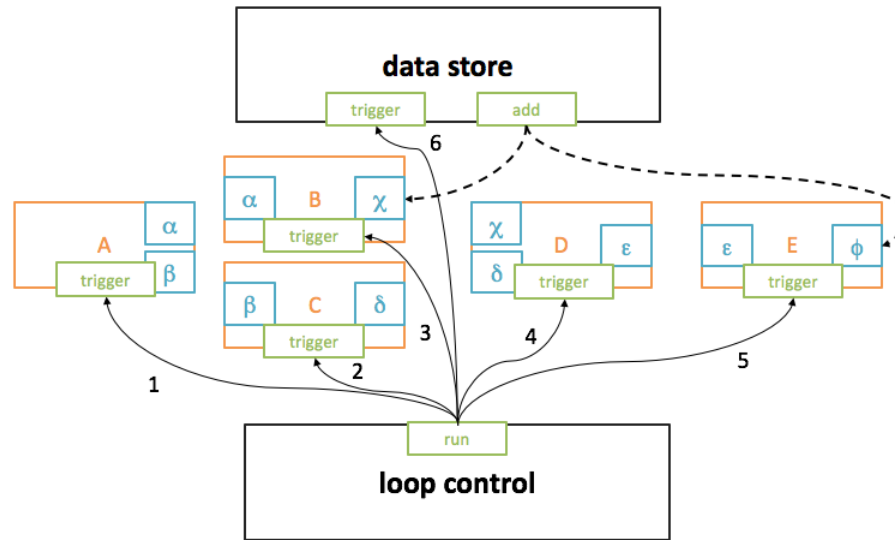 data store
trigger
add
6
α
B
χ
trigger
A
α
β
trigger
χ
D
ε
δ
trigger
ε
E
ϕ
trigger
β
C
δ
trigger
3
4
2
5
1
run
loop control